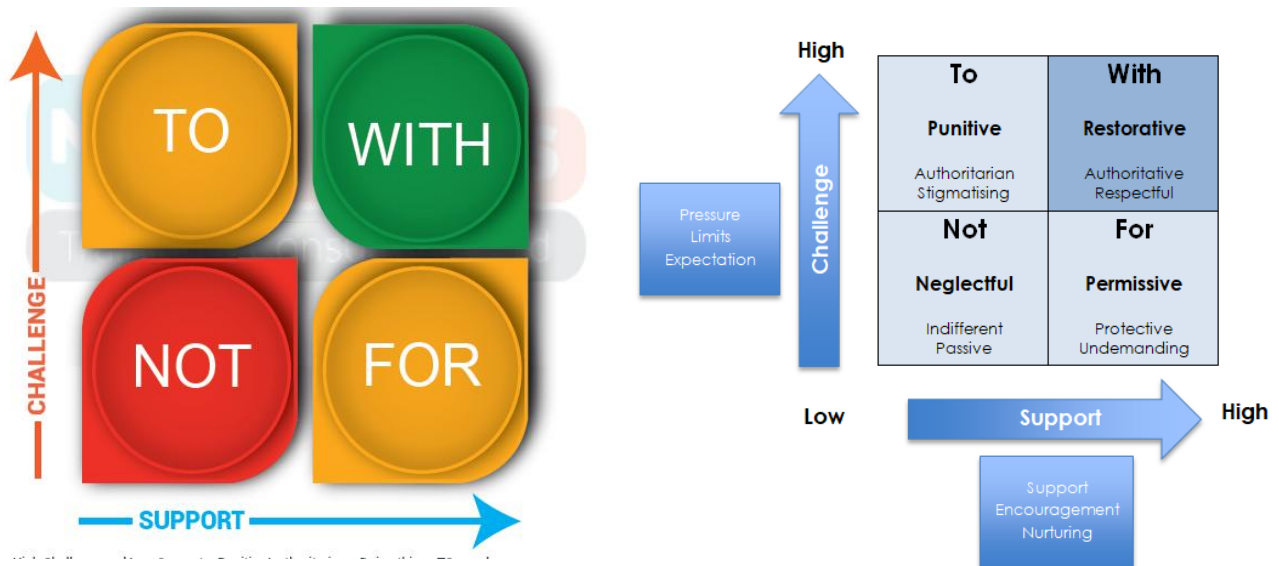 TO
WITH
NOT
FOR
CHALLENGE
SUPPORT
High
To
With
Punitive
Restorative
Authoritarian
Stigmatising
Authoritative
Respectful
Pressure
Limits
Expectation
Challenge
Not
For
Neglectful
Permissive
Indifferent
Passive
Protective
Undemanding
Low
Support
High
Support
Encouragement
Nurturing